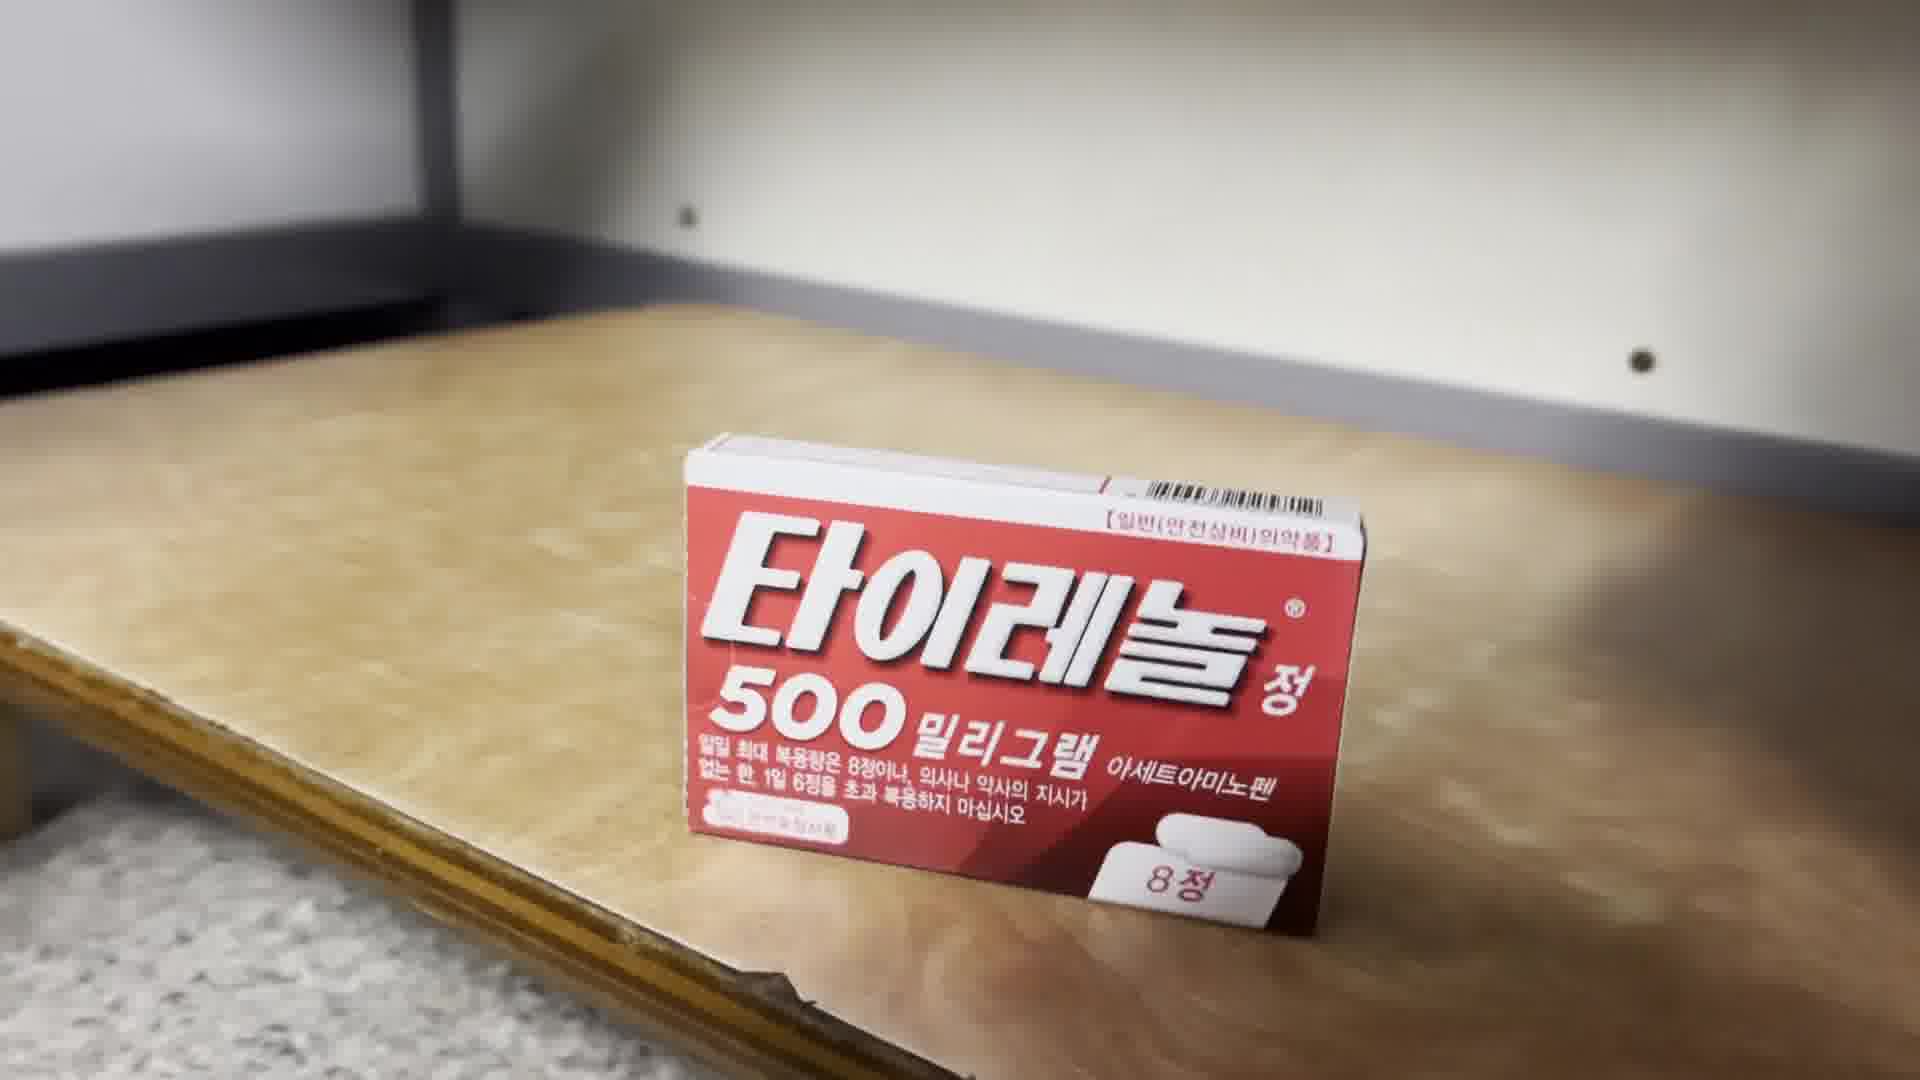 【일반(안전상비)의약품】
타이레놀® 정
500 밀리그램 아세트아미노펜
일일 최대 복용량은 8정이나, 의사나 약사의 지시가
없는 한, 1일 6정을 초과 복용하지 마십시오
8정